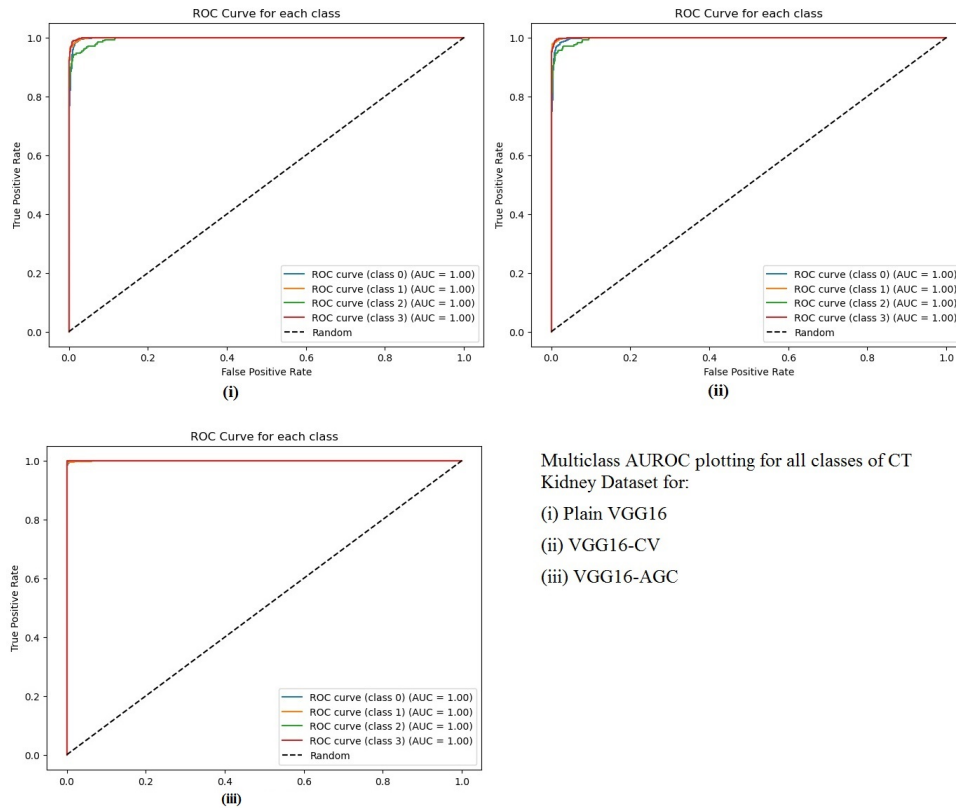 ROC Curve for each class
True Positive Rate
1.0
0.8
0.6
0.4
0.2
0.0
ROC curve (class 0) (AUC = 1.00)
ROC curve (class 1) (AUC = 1.00)
ROC curve (class 2) (AUC = 1.00)
ROC curve (class 3) (AUC = 1.00)
Random
0.0 0.2 0.4 0.6 0.8 1.0
False Positive Rate
(i)
ROC Curve for each class
True Positive Rate
1.0
0.8
0.6
0.4
0.2
0.0
ROC curve (class 0) (AUC = 1.00)
ROC curve (class 1) (AUC = 1.00)
ROC curve (class 2) (AUC = 1.00)
ROC curve (class 3) (AUC = 1.00)
Random
0.0 0.2 0.4 0.6 0.8 1.0
False Positive Rate
(ii)
ROC Curve for each class
True Positive Rate
1.0
0.8
0.6
0.4
0.2
0.0
ROC curve (class 0) (AUC = 1.00)
ROC curve (class 1) (AUC = 1.00)
ROC curve (class 2) (AUC = 1.00)
ROC curve (class 3) (AUC = 1.00)
Random
0.0 0.2 0.4 0.6 0.8 1.0
(iii)
Multiclass AUROC plotting for all classes of CT
Kidney Dataset for:
(i) Plain VGG16
(ii) VGG16-CV
(iii) VGG16-AGC